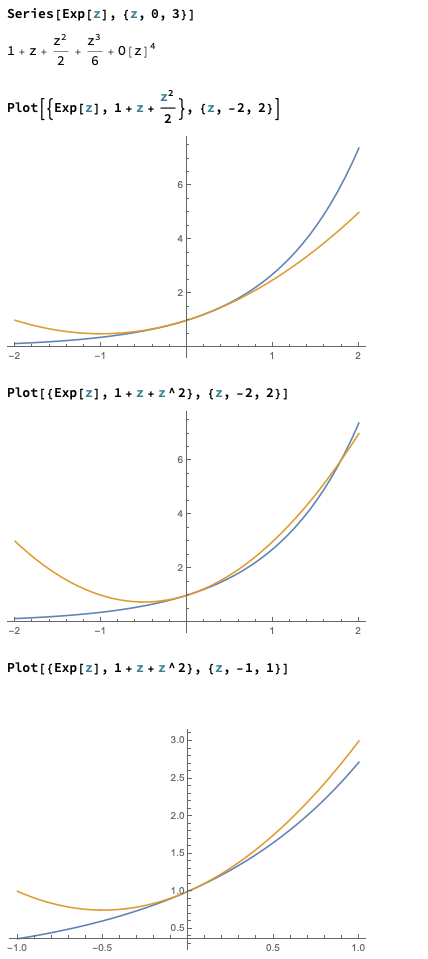 Series[Exp[z], {z, 0, 3}]
1 + z + z²/2 + z³/6 + O[z]⁴
Plot[{Exp[z], 1 + z + z²/2}, {z, -2, 2}]
6
4
2
-2 -1 1 2
Plot[{Exp[z], 1 + z + z^2}, {z, -2, 2}]
6
4
2
-2 -1 1 2
Plot[{Exp[z], 1 + z + z^2}, {z, -1, 1}]
3.0
2.5
2.0
1.5
1.0
0.5
-1.0 -0.5 0.5 1.0